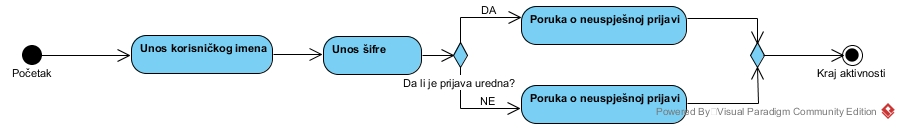 DA
Poruka o neuspješnoj prijavi
Unos korisničkog imena
Unos šifre
Početak
Da li je prijava uredna?
Kraj aktivnosti
NE
Poruka o neuspješnoj prijavi
Powered By Visual Paradigm Community Edition